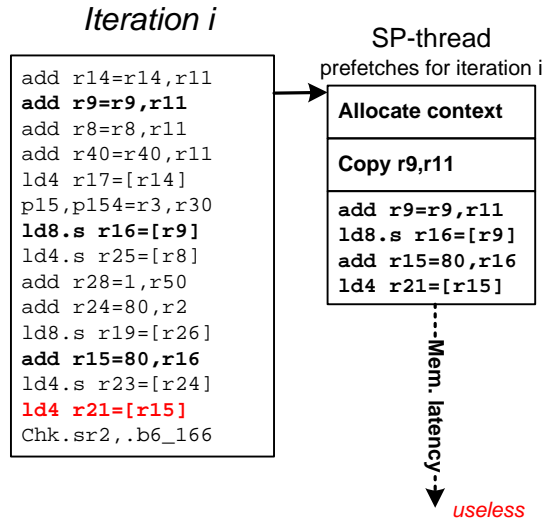 Iteration i
add r14=r14,r11
add r9=r9,r11
add r8=r8,r11
add r40=r40,r11
ld4 r17=[r14]
p15,p154=r3,r30
ld8.s r16=[r9]
ld4.s r25=[r8]
add r28=1,r50
add r24=80,r2
ld8.s r19=[r26]
add r15=80,r16
ld4.s r23=[r24]
ld4 r21=[r15]
Chk.sr2,.b6_166
SP-thread
prefetches for iteration i
Allocate context
Copy r9,r11
add r9=r9,r11
ld8.s r16=[r9]
add r15=80,r16
ld4 r21=[r15]
Mem. latency
useless